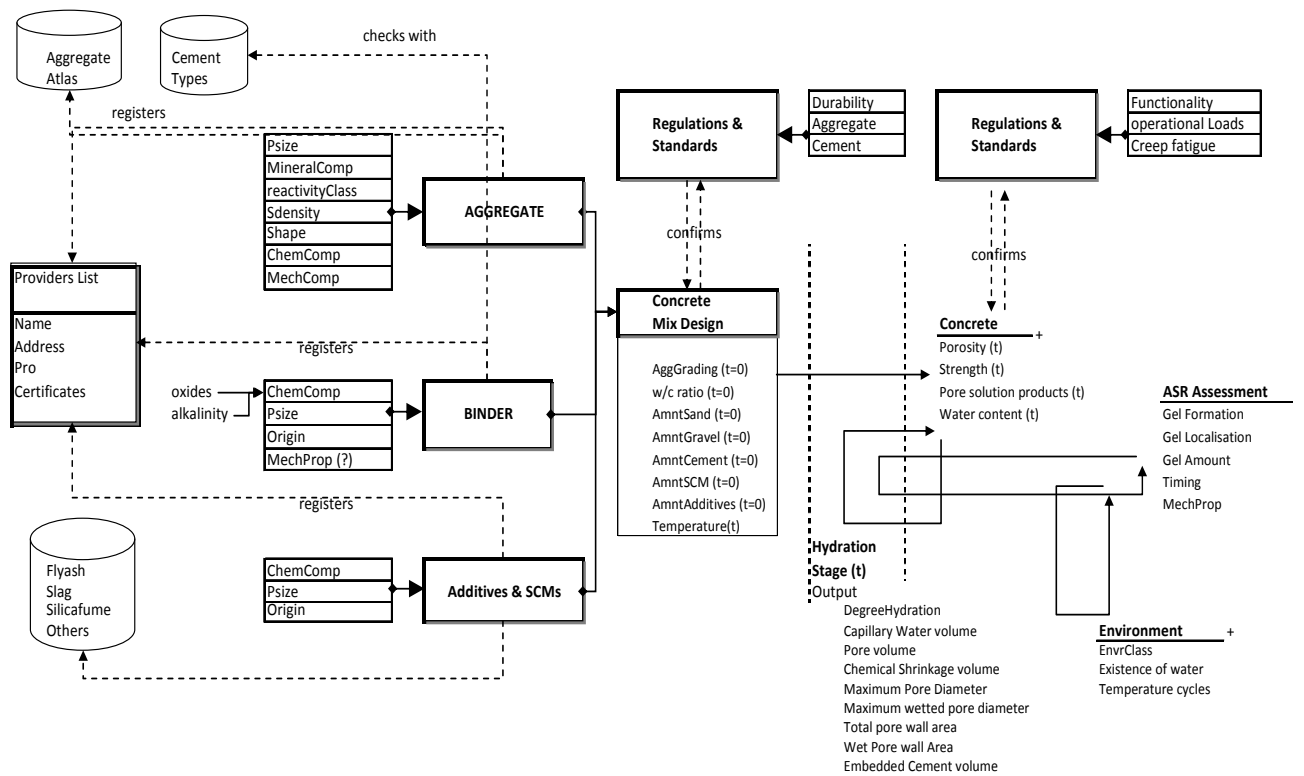 Aggregate
Atlas
Cement
Types
checks with
registers
Psize
MineralComp
reactivityClass
Sdensity
Shape
ChemComp
MechComp
AGGREGATE
Regulations &
Standards
Durability
Aggregate
Cement
Regulations &
Standards
Functionality
operational Loads
Creep fatigue
confirms
confirms
Providers List
Name
Address
Pro
Certificates
registers
oxides
alkalinity
ChemComp
Psize
Origin
MechProp (?)
BINDER
registers
Flyash
Slag
Silicafume
Others
ChemComp
Psize
Origin
Additives & SCMs
Concrete
Mix Design
AggGrading (t=0)
w/c ratio (t=0)
AmntSand (t=0)
AmntGravel (t=0)
AmntCement (t=0)
AmntSCM (t=0)
AmntAdditives (t=0)
Temperature(t)
Concrete +
Porosity (t)
Strength (t)
Pore solution products (t)
Water content (t)
ASR Assessment
Gel Formation
Gel Localisation
Gel Amount
Timing
MechProp
Hydration
Stage (t)
Output
DegreeHydration
Capillary Water volume
Pore volume
Chemical Shrinkage volume
Maximum Pore Diameter
Maximum wetted pore diameter
Total pore wall area
Wet Pore wall Area
Embedded Cement volume
Environment +
EnvrClass
Existence of water
Temperature cycles